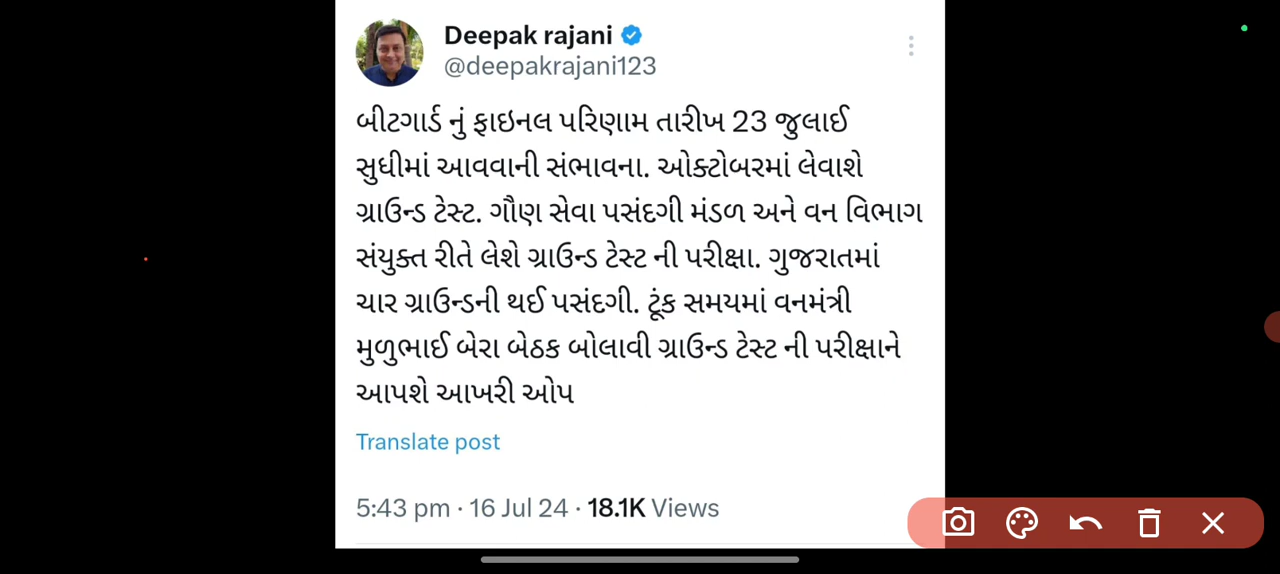 Deepak rajani
@deepakrajani123
બીટગાર્ડ નું ફાઇનલ પરિણામ તારીખ 23 જુલાઈ
સુધીમાં આવવાની સંભાવના. ઓક્ટોબરમાં લેવાશે
ગ્રાઉન્ડ ટેસ્ટ. ગૌણ સેવા પસંદગી મંડળ અને વન વિભાગ
સંયુક્ત રીતે લેશે ગ્રાઉન્ડ ટેસ્ટ ની પરીક્ષા. ગુજરાતમાં
ચાર ગ્રાઉન્ડની થઈ પસંદગી. ટૂંક સમયમાં વનમંત્રી
મુળુભાઈ બેરા બેઠક બોલાવી ગ્રાઉન્ડ ટેસ્ટ ની પરીક્ષાને
આપશે આખરી ઓપ
Translate post
5:43 pm · 16 Jul 24 · 18.1K Views